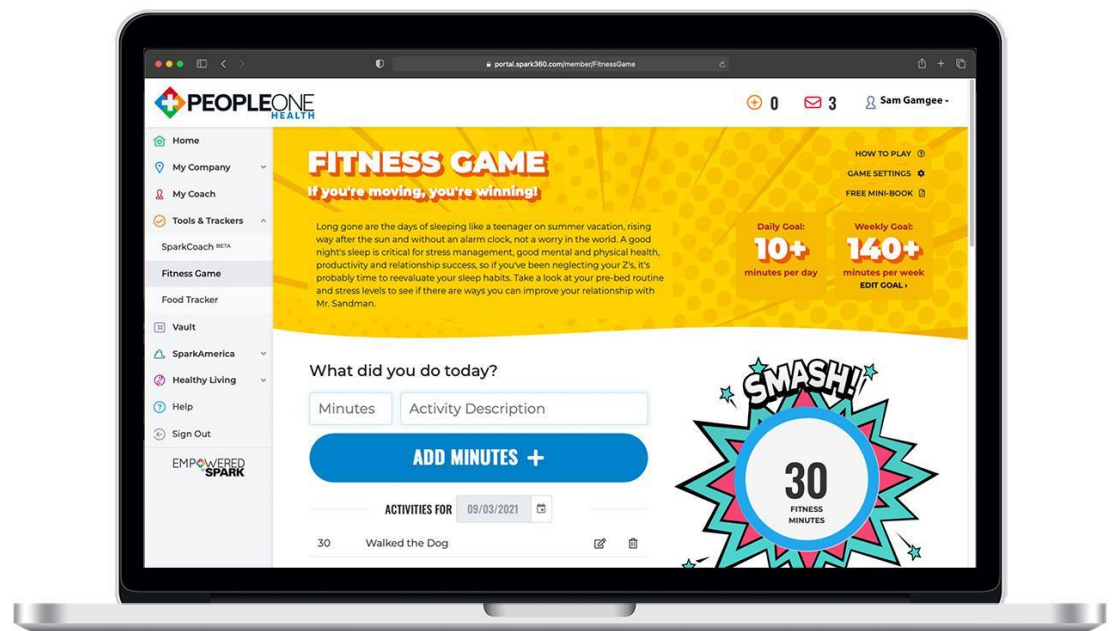 portal.spark360.com/member/FitnessGame
PEOPLEONE
HEALTH
0
3
Sam Gamgee
Home
My Company
My Coach
Tools & Trackers
SparkCoach BETA
Fitness Game
Food Tracker
Vault
SparkAmerica
Healthy Living
Help
Sign Out
EMPOWERED
BY SPARK
FITNESS GAME
If you're moving, you're winning!
HOW TO PLAY
GAME SETTINGS
FREE MINI-BOOK
Long gone are the days of sleeping like a teenager on summer vacation, rising
way after the sun and without an alarm clock, not a worry in the world. A good
night's sleep is critical for stress management, good mental and physical health,
productivity and relationship success, so if you've been neglecting your Z's, it's
probably time to reevaluate your sleep habits. Take a look at your pre-bed routine
and stress levels to see if there are ways you can improve your relationship with
Mr. Sandman.
Daily Goal:
10+
minutes per day
Weekly Goal:
140+
minutes per week
EDIT GOAL ›
What did you do today?
Minutes
Activity Description
ADD MINUTES +
ACTIVITIES FOR 09/03/2021
30 Walked the Dog
SMASH!
30
FITNESS
MINUTES